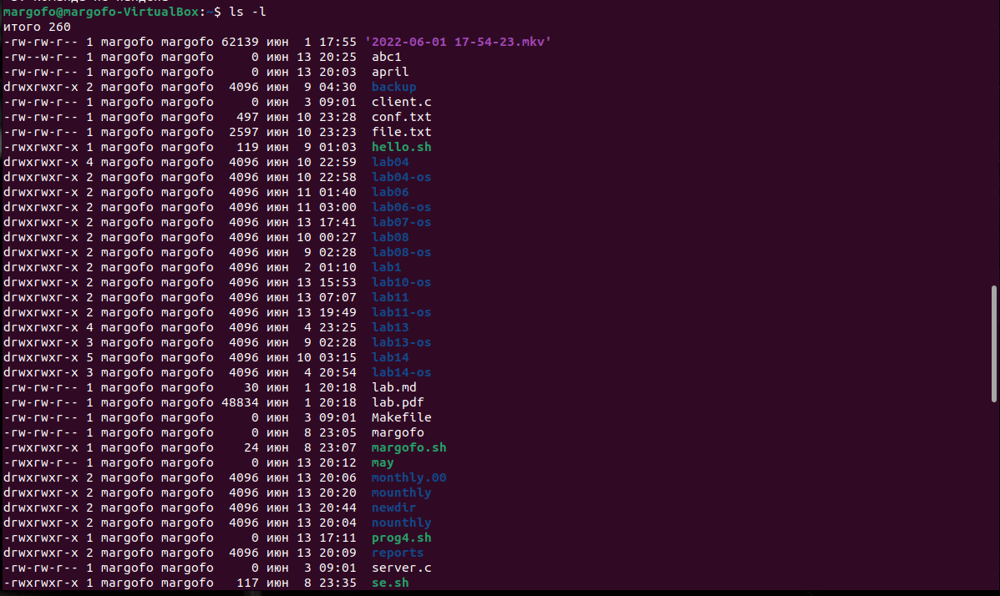 margofo@margofo-VirtualBox:~$ ls -l
итого 260
-rw-rw-r-- 1 margofo margofo 62139 июн  1 17:55 '2022-06-01 17-54-23.mkv'
-rw--w-r-- 1 margofo margofo     0 июн 13 20:25  abc1
-rw-rw-r-- 1 margofo margofo     0 июн 13 20:03  april
drwxrwxr-x 2 margofo margofo  4096 июн  9 04:30  backup
-rw-rw-r-- 1 margofo margofo     0 июн  3 09:01  client.c
-rw-rw-r-- 1 margofo margofo   497 июн 10 23:28  conf.txt
-rw-rw-r-- 1 margofo margofo  2597 июн 10 23:23  file.txt
-rwxrwxr-x 1 margofo margofo   119 июн  9 01:03  hello.sh
drwxrwxr-x 4 margofo margofo  4096 июн 10 22:59  lab04
drwxrwxr-x 2 margofo margofo  4096 июн 10 22:58  lab04-os
drwxrwxr-x 2 margofo margofo  4096 июн 11 01:40  lab06
drwxrwxr-x 2 margofo margofo  4096 июн 11 03:00  lab06-os
drwxrwxr-x 2 margofo margofo  4096 июн 13 17:41  lab07-os
drwxrwxr-x 2 margofo margofo  4096 июн 10 00:27  lab08
drwxrwxr-x 2 margofo margofo  4096 июн  9 02:28  lab08-os
drwxrwxr-x 2 margofo margofo  4096 июн  2 01:10  lab1
drwxrwxr-x 2 margofo margofo  4096 июн 13 15:53  lab10-os
drwxrwxr-x 2 margofo margofo  4096 июн 13 07:07  lab11
drwxrwxr-x 2 margofo margofo  4096 июн 13 19:49  lab11-os
drwxrwxr-x 4 margofo margofo  4096 июн  4 23:25  lab13
drwxrwxr-x 3 margofo margofo  4096 июн  9 02:28  lab13-os
drwxrwxr-x 5 margofo margofo  4096 июн 10 03:15  lab14
drwxrwxr-x 3 margofo margofo  4096 июн  4 20:54  lab14-os
-rw-rw-r-- 1 margofo margofo    30 июн  1 20:18  lab.md
-rw-rw-r-- 1 margofo margofo 48834 июн  1 20:18  lab.pdf
-rw-rw-r-- 1 margofo margofo     0 июн  3 09:01  Makefile
-rw-rw-r-- 1 margofo margofo     0 июн  8 23:05  margofo
-rwxrwxr-x 1 margofo margofo    24 июн  8 23:07  margofo.sh
-rwxrw-r-- 1 margofo margofo     0 июн 13 20:12  may
drwxrwxr-x 2 margofo margofo  4096 июн 13 20:06  monthly.00
drwxrwxr-x 2 margofo margofo  4096 июн 13 20:20  mounthly
drwxrwxr-x 2 margofo margofo  4096 июн 13 20:44  newdir
drwxrwxr-x 2 margofo margofo  4096 июн 13 20:04  nounthly
-rwxrwxr-x 1 margofo margofo     0 июн 13 17:11  prog4.sh
drwxrwxr-x 2 margofo margofo  4096 июн 13 20:09  reports
-rw-rw-r-- 1 margofo margofo     0 июн  3 09:01  server.c
-rwxrwxr-x 1 margofo margofo   117 июн  8 23:35  se.sh